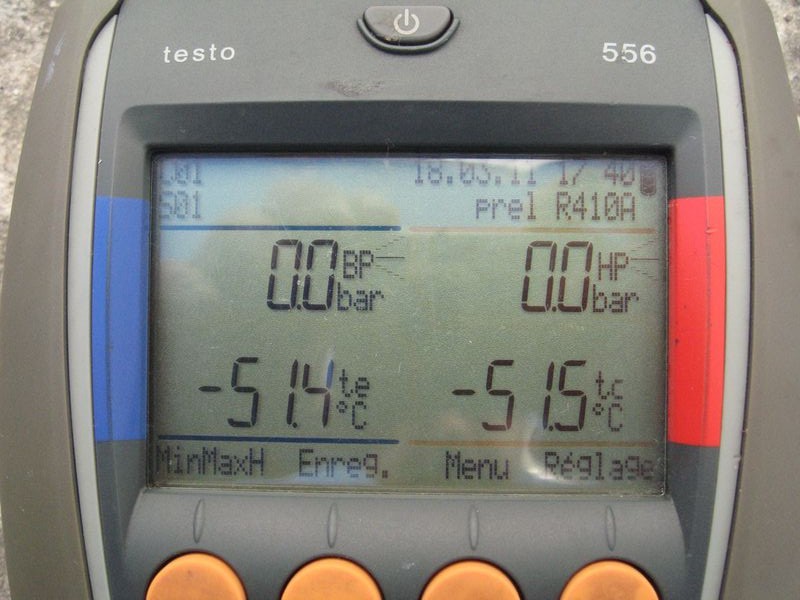 testo 556
L01 18.03.11 17 40
S01 prel R410A
0.0 BP bar 0.0 HP bar
-51.4 te °C -51.5 tc °C
MinMaxH Enreg. Menu Réglage